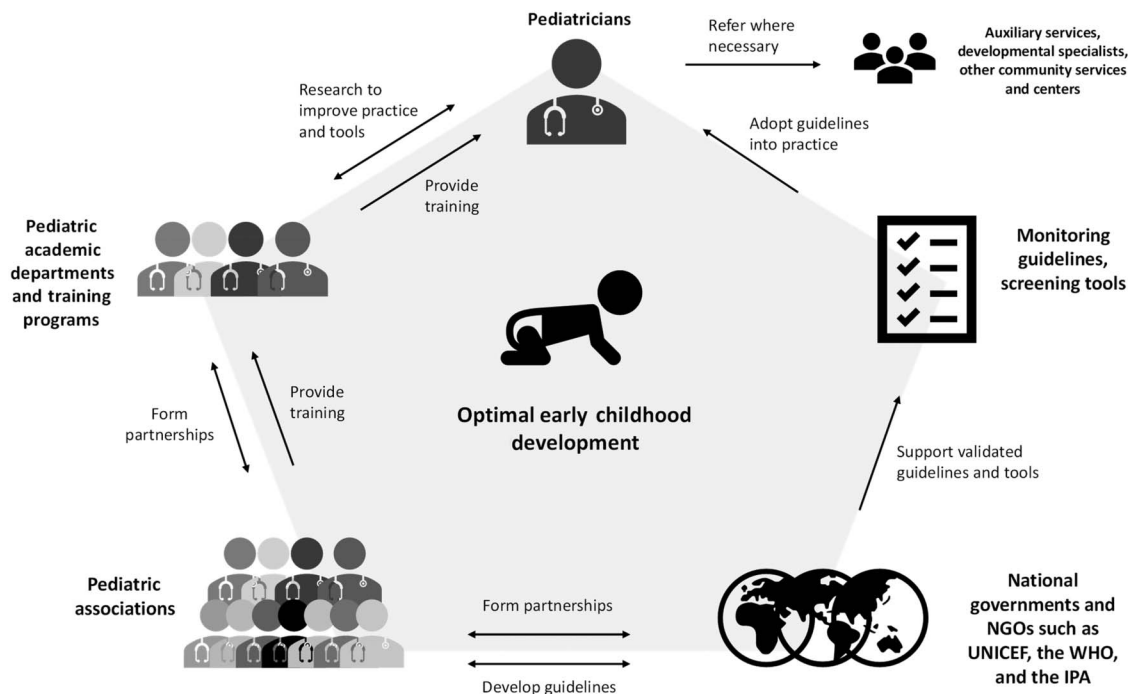 Pediatricians
Refer where
necessary
Auxiliary services,
developmental specialists,
other community services
and centers
Research to
improve practice
and tools
Adopt guidelines
into practice
Provide
training
Pediatric
academic
departments
and training
programs
Monitoring
guidelines,
screening tools
Optimal early childhood
development
Form
partnerships
Provide
training
Support validated
guidelines and tools
Pediatric
associations
Form partnerships
Develop guidelines
National
governments and
NGOs such as
UNICEF, the WHO,
and the IPA